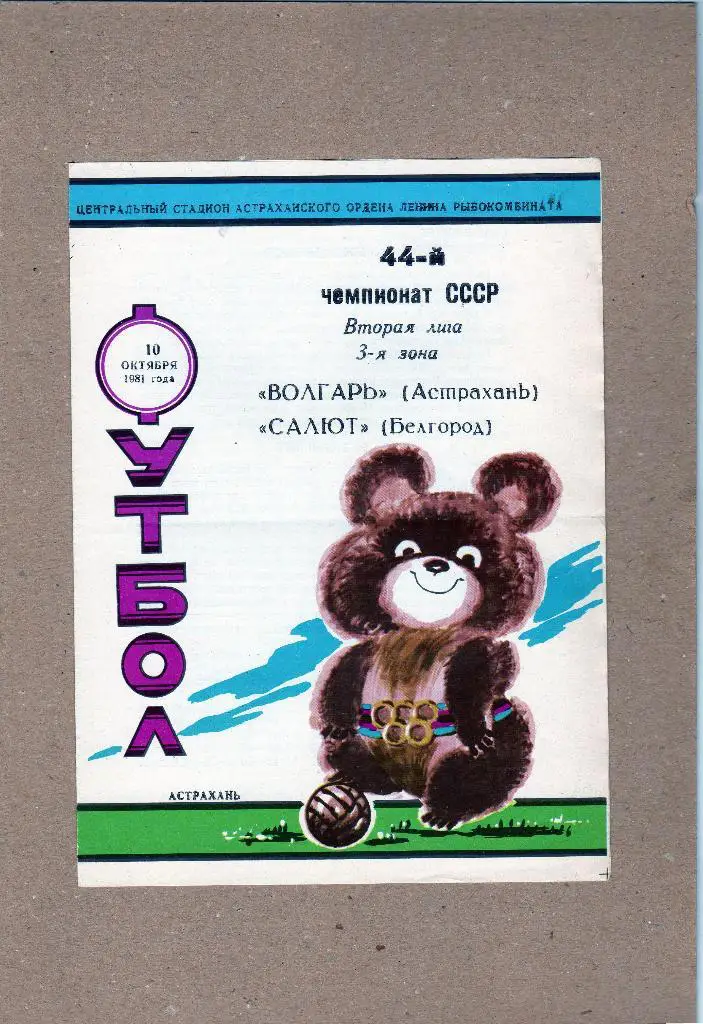 ЦЕНТРАЛЬНЫЙ СТАДИОН АСТРАХАНСКОГО ОРДЕНА ЛЕНИНА РЫБОКОМБИНАТА
44-й
чемпионат СССР
Вторая лига
3-я зона
«ВОЛГАРЬ» (Астрахань)
«САЛЮТ» (Белгород)
10
ОКТЯБРЯ
1981 года
ФУТБОЛ
АСТРАХАНЬ